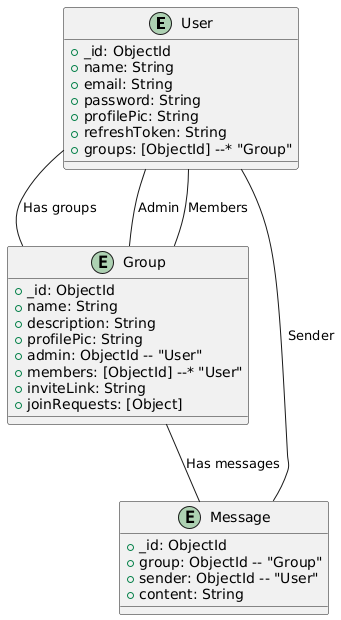 E User
_id: ObjectId
name: String
email: String
password: String
profilePic: String
refreshToken: String
groups: [ObjectId] --* "Group"
Has groups
Admin
Members
E Group
_id: ObjectId
name: String
description: String
profilePic: String
admin: ObjectId -- "User"
members: [ObjectId] --* "User"
inviteLink: String
joinRequests: [Object]
Sender
Has messages
E Message
_id: ObjectId
group: ObjectId -- "Group"
sender: ObjectId -- "User"
content: String